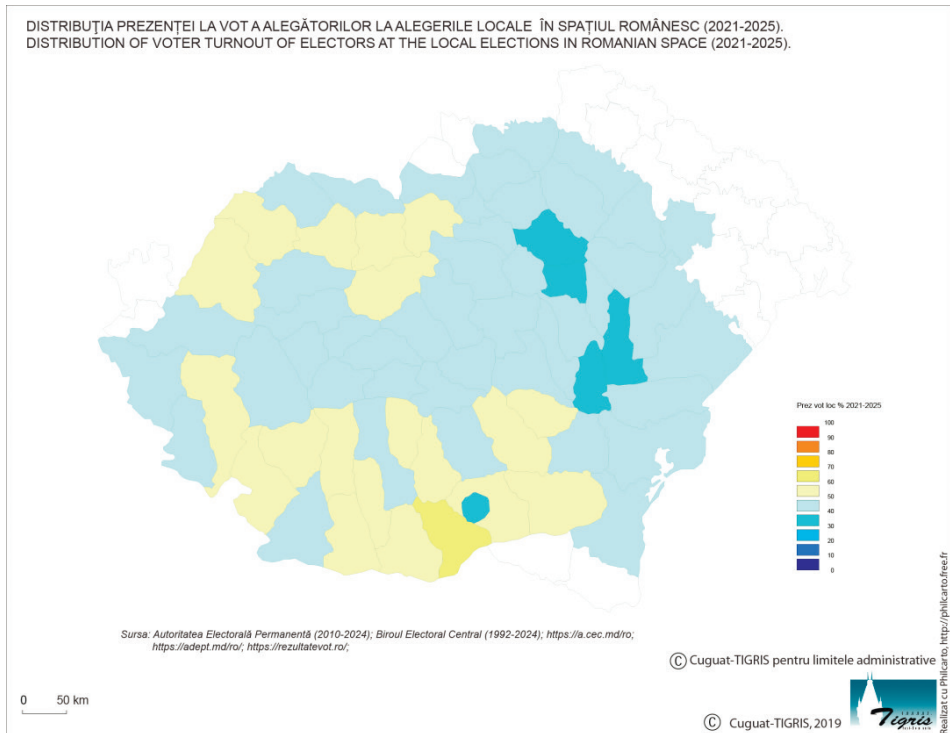 DISTRIBUȚIA PREZENȚEI LA VOT A ALEGĂTORILOR LA ALEGERILE LOCALE ÎN SPAȚIUL ROMÂNESC (2021-2025).
DISTRIBUTION OF VOTER TURNOUT OF ELECTORS AT THE LOCAL ELECTIONS IN ROMANIAN SPACE (2021-2025).
Prez vot loc % 2021-2025
100
90
80
70
60
50
40
30
20
10
0
Sursa: Autoritatea Electorală Permanentă (2010-2024); Biroul Electoral Central (1992-2024); https://a.cec.md/ro;
https://adept.md/ro/; https://rezultatevot.ro/;
© Cuguat-TIGRIS pentru limitele administrative
0 50 km
© Cuguat-TIGRIS, 2019
Tigris
Realizat cu Philcarto, http://philcarto.free.fr